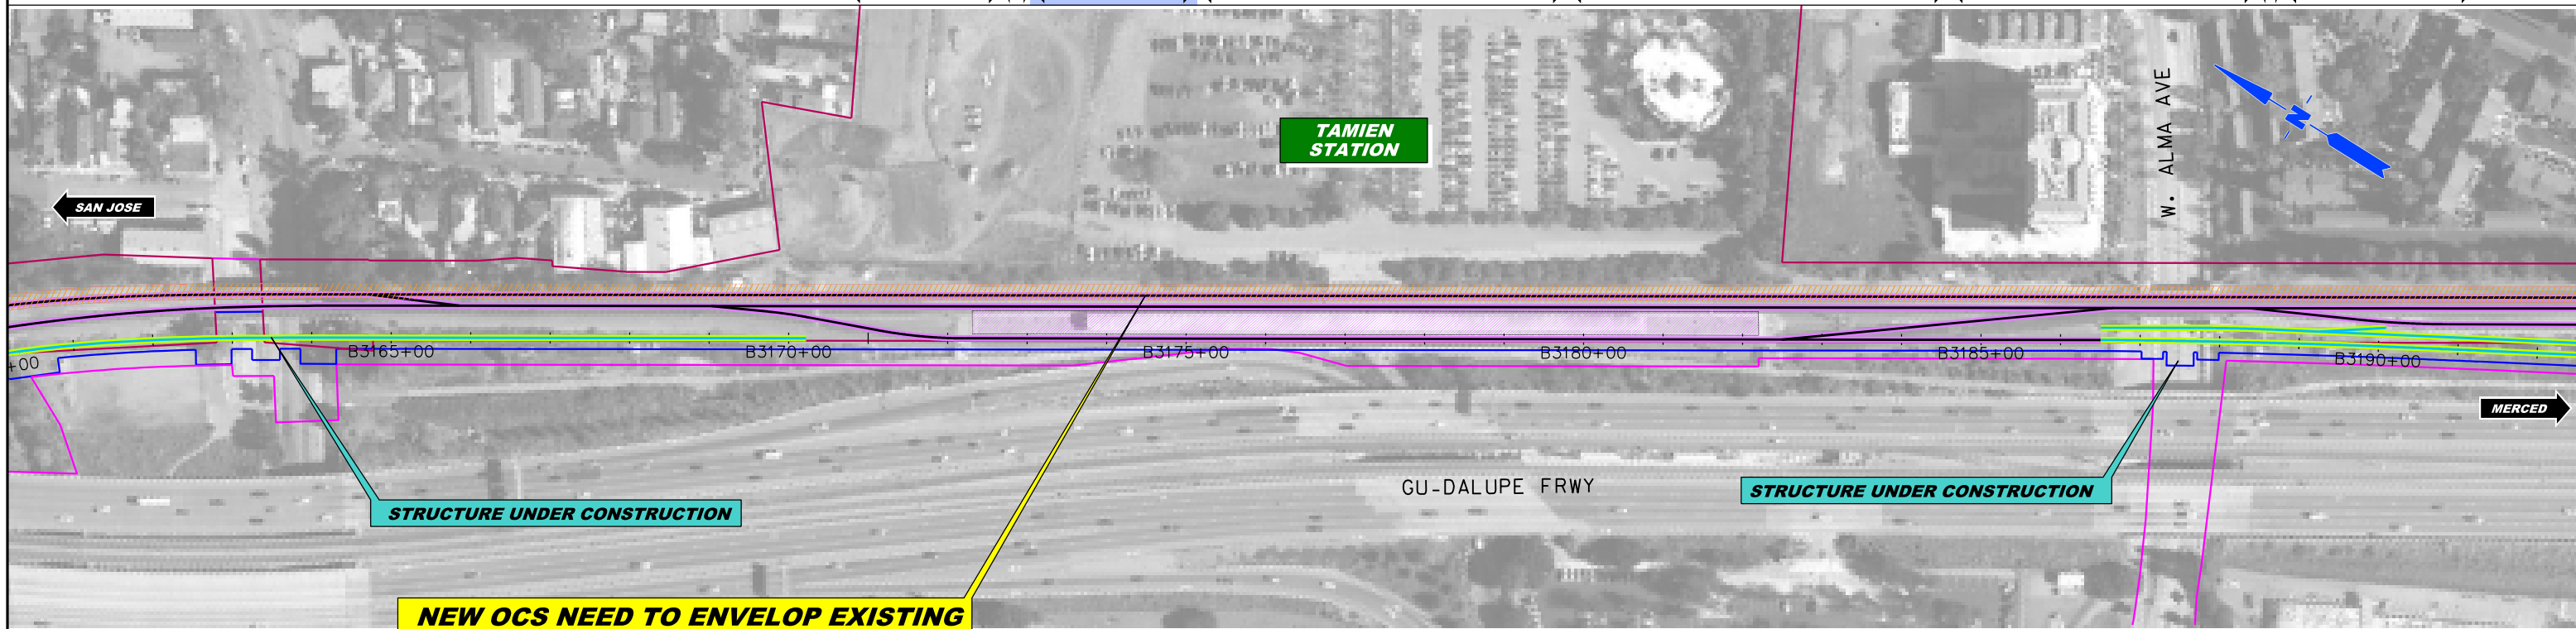 TAMIEN
STATION
W. ALMA AVE
N
SAN JOSE
+00
B3165+00
B3170+00
B3175+00
B3180+00
B3185+00
B3190+00
MERCED
GU-DALUPE FRWY
STRUCTURE UNDER CONSTRUCTION
STRUCTURE UNDER CONSTRUCTION
NEW OCS NEED TO ENVELOP EXISTING